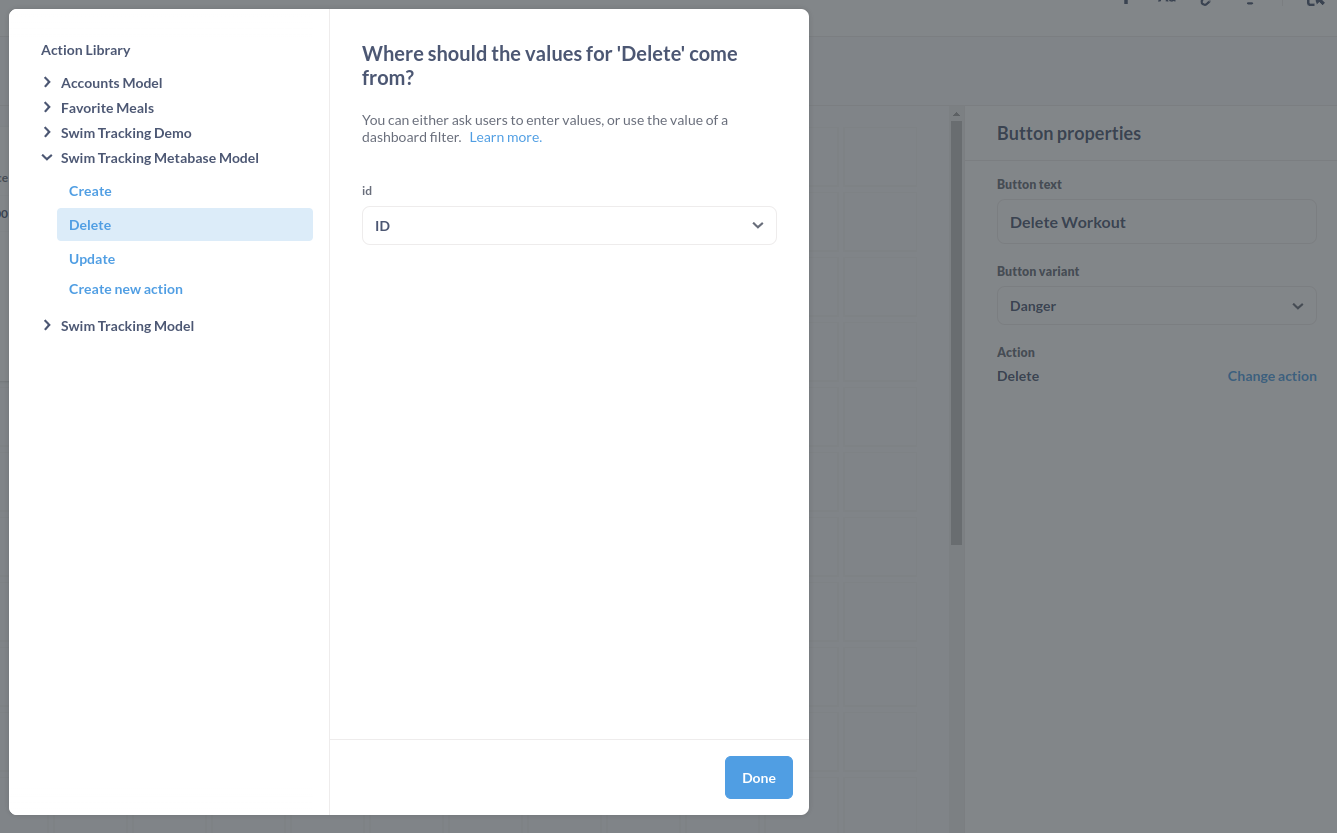 Action Library
Accounts Model
Favorite Meals
Swim Tracking Demo
Swim Tracking Metabase Model
Create
Delete
Update
Create new action
Swim Tracking Model
Where should the values for 'Delete' come
from?
You can either ask users to enter values, or use the value of a
dashboard filter. Learn more.
id
ID
Done
Button properties
Button text
Delete Workout
Button variant
Danger
Action
Delete
Change action